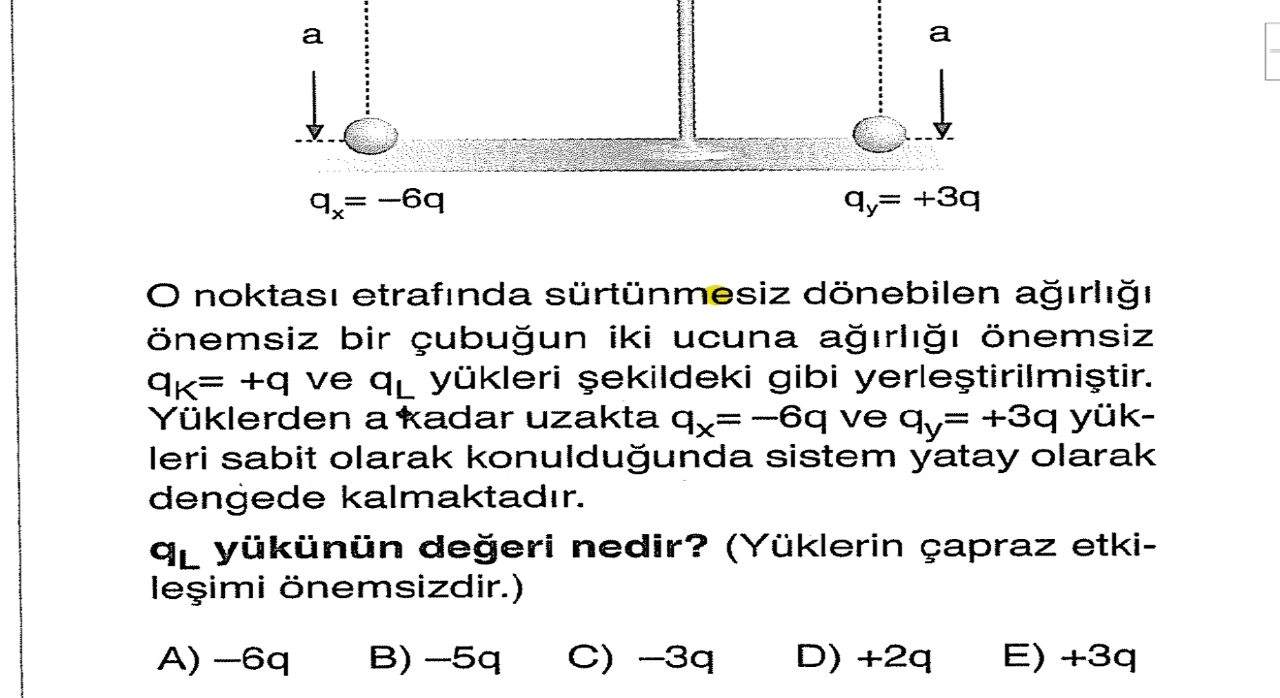 a
a
qx= −6q
qy= +3q
O noktası etrafında sürtünmesiz dönebilen ağırlığı
önemsiz bir çubuğun iki ucuna ağırlığı önemsiz
qK= +q ve qL yükleri şekildeki gibi yerleştirilmiştir.
Yüklerden a kadar uzakta qx= −6q ve qy= +3q yük-
leri sabit olarak konulduğunda sistem yatay olarak
dengede kalmaktadır.
qL yükünün değeri nedir? (Yüklerin çapraz etki-
leşimi önemsizdir.)
A) −6q B) −5q C) −3q D) +2q E) +3q